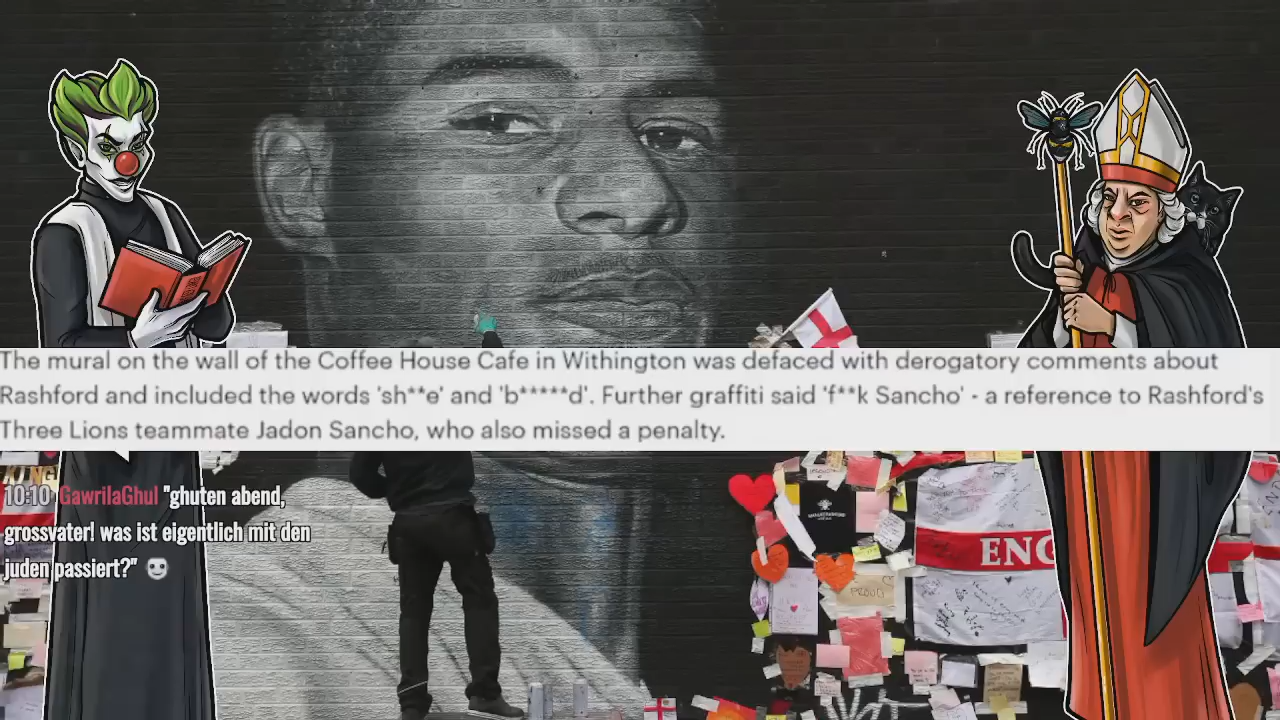 The mural on the wall of the Coffee House Cafe in Withington was defaced with derogatory comments about
Rashford and included the words 'sh**e' and 'b*****d'. Further graffiti said 'f**k Sancho' - a reference to Rashford's
Three Lions teammate Jadon Sancho, who also missed a penalty.
10:10 GawrilaGhul "ghuten abend,
grossvater! was ist eigentlich mit den
juden passiert?"
ENG
PROUD